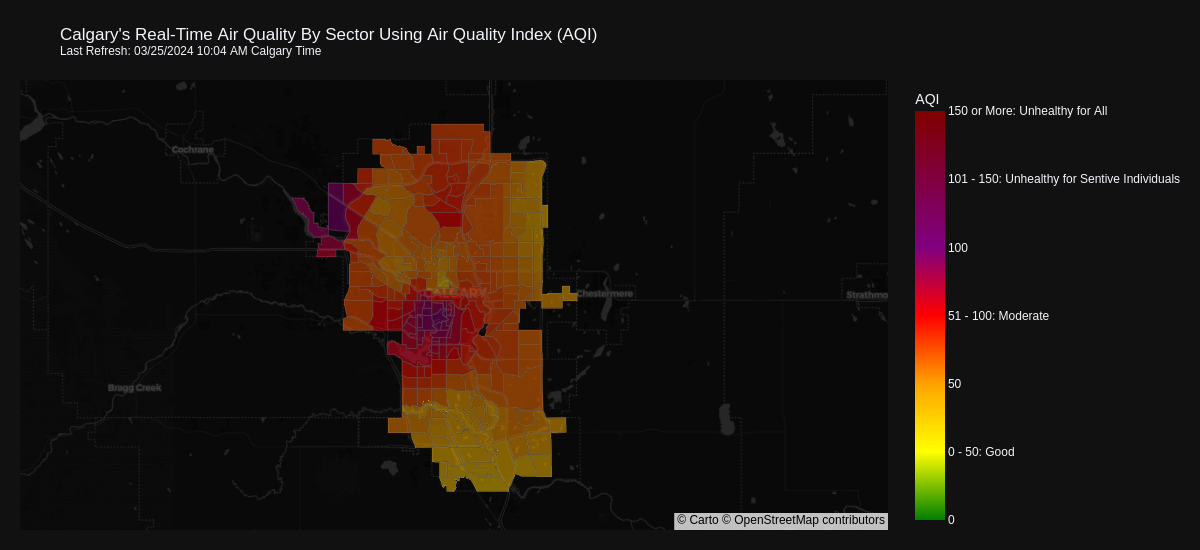 Calgary's Real-Time Air Quality By Sector Using Air Quality Index (AQI)
Last Refresh: 03/25/2024 10:04 AM Calgary Time
AQI
150 or More: Unhealthy for All
Cochrane
101 - 150: Unhealthy for Sentive Individuals
100
CALGARY
Chestermere
Strathmo
51 - 100: Moderate
50
Bragg Creek
0 - 50: Good
© Carto © OpenStreetMap contributors
0